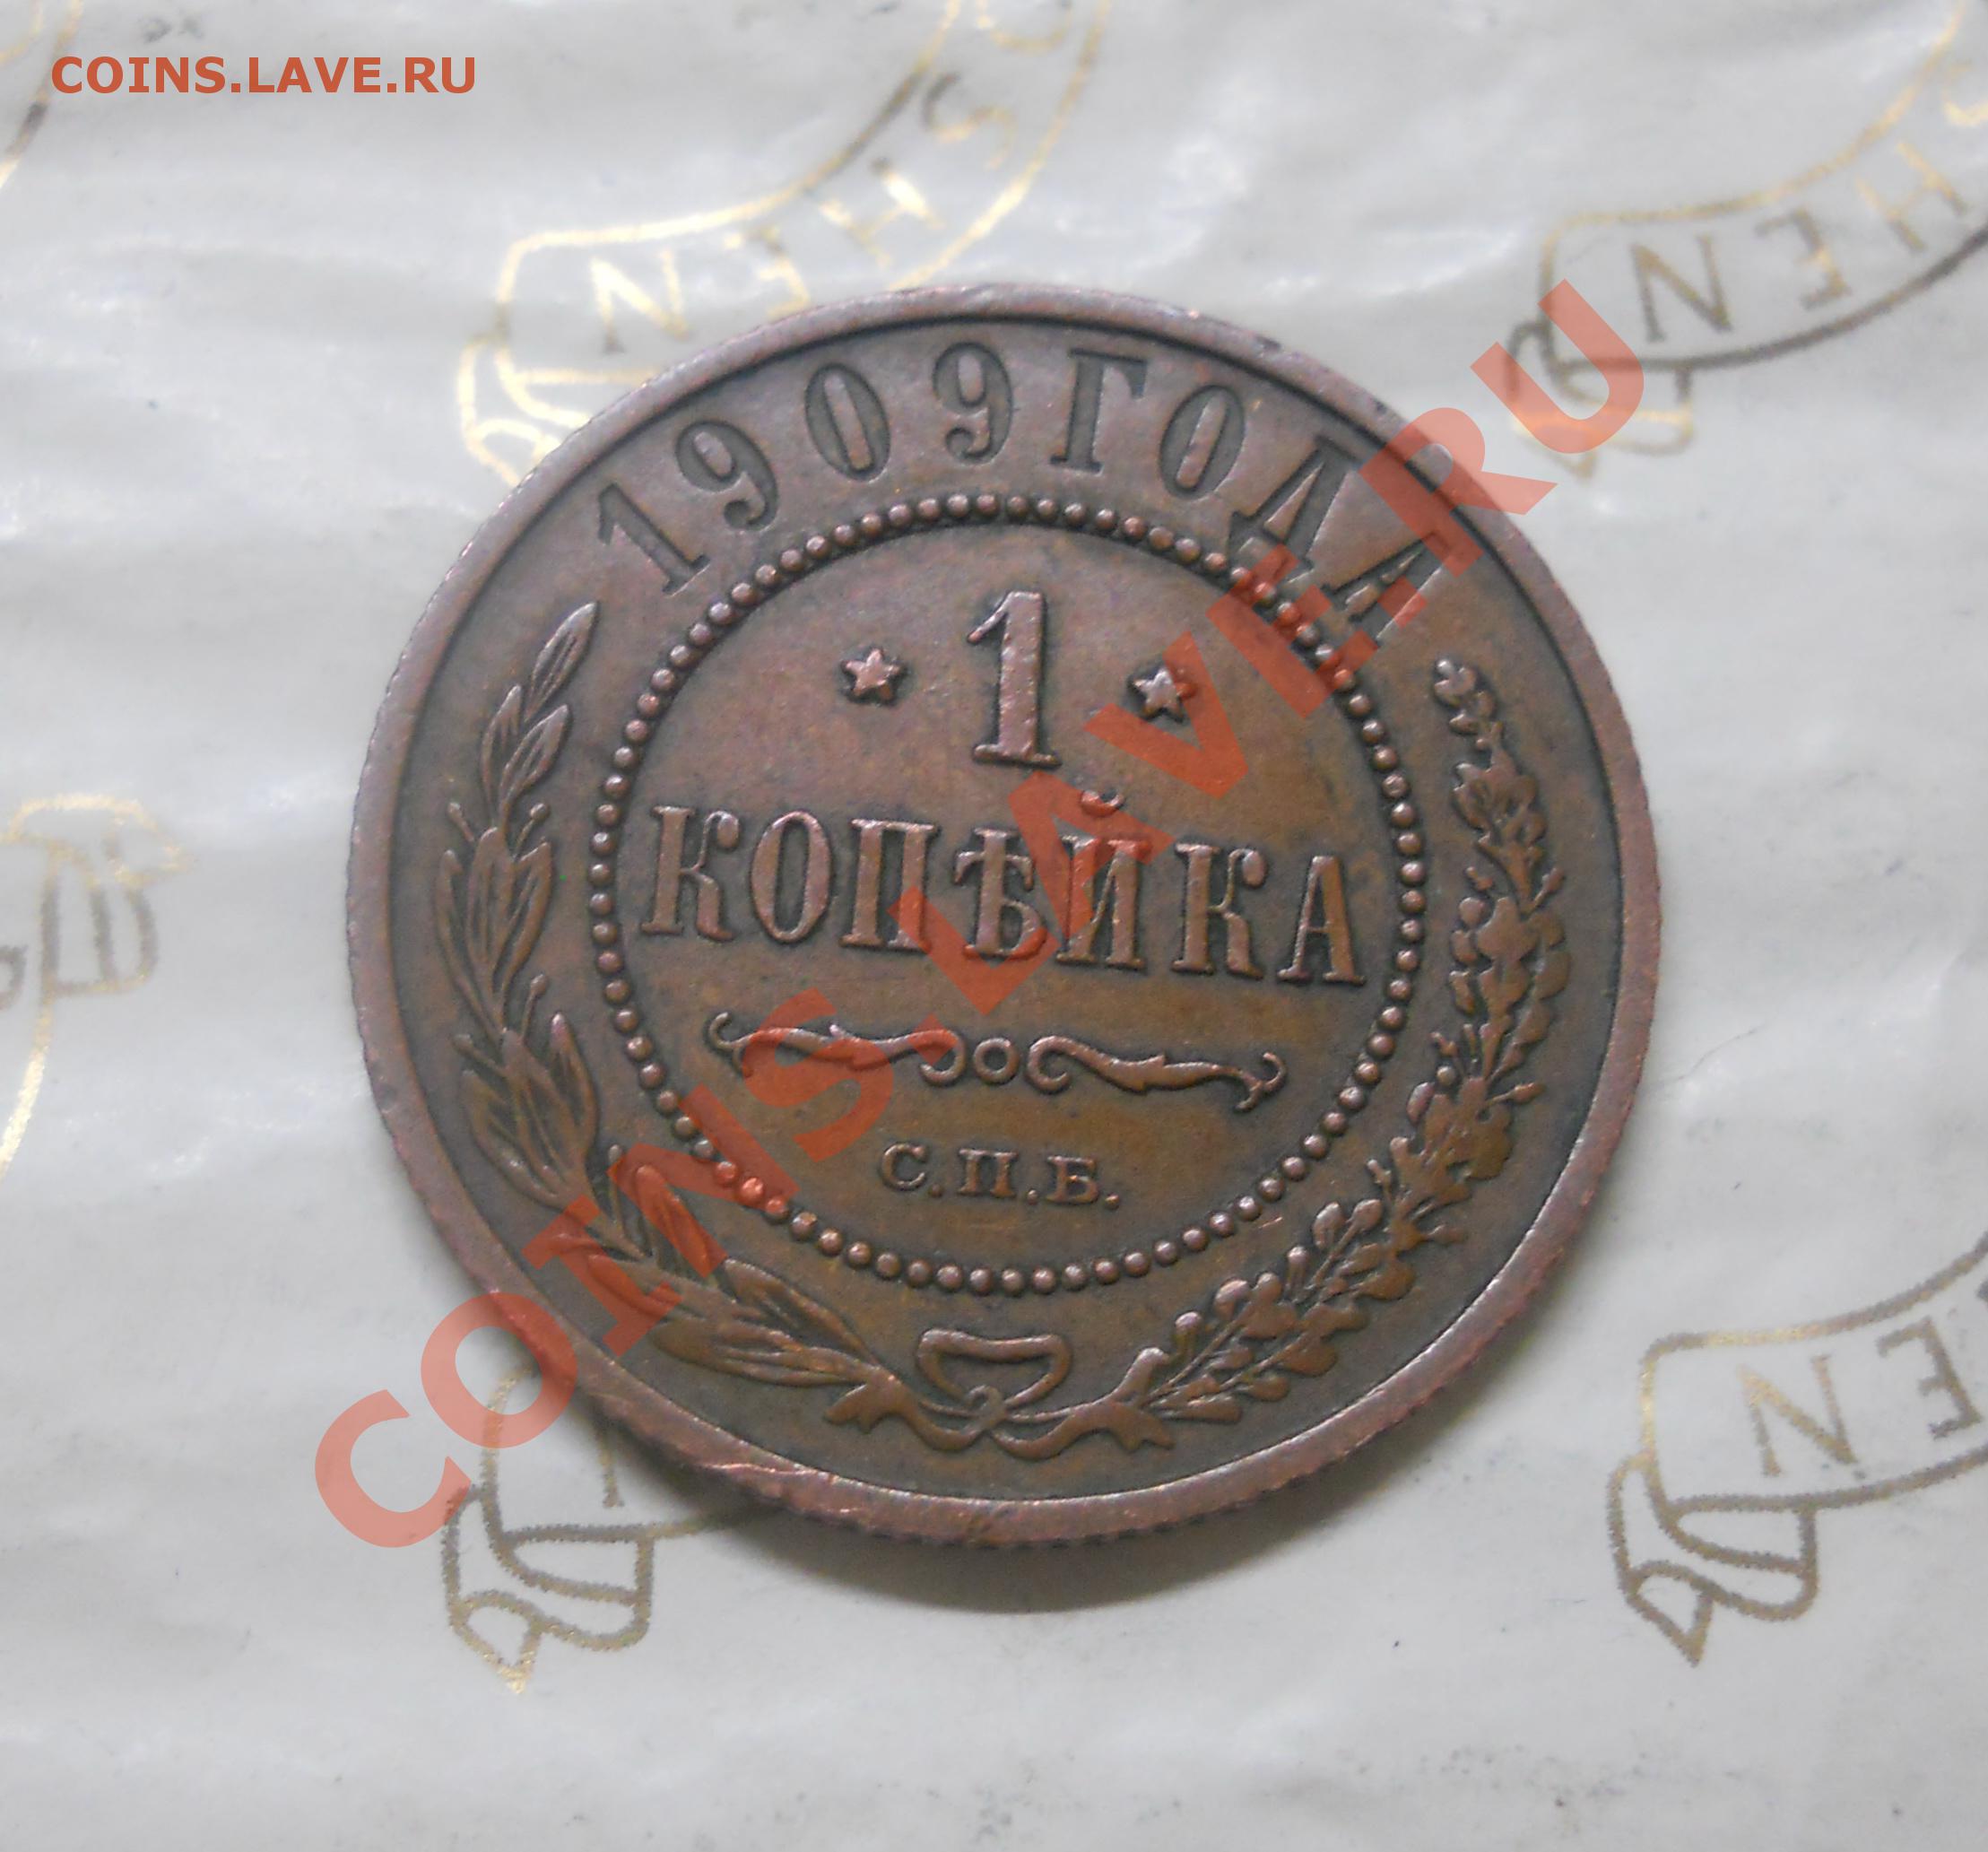 COINS.LAVE.RU
1909 ГОДА
1
КОПѢЙКА
С.П.Б.
COINS.LAVE.RU